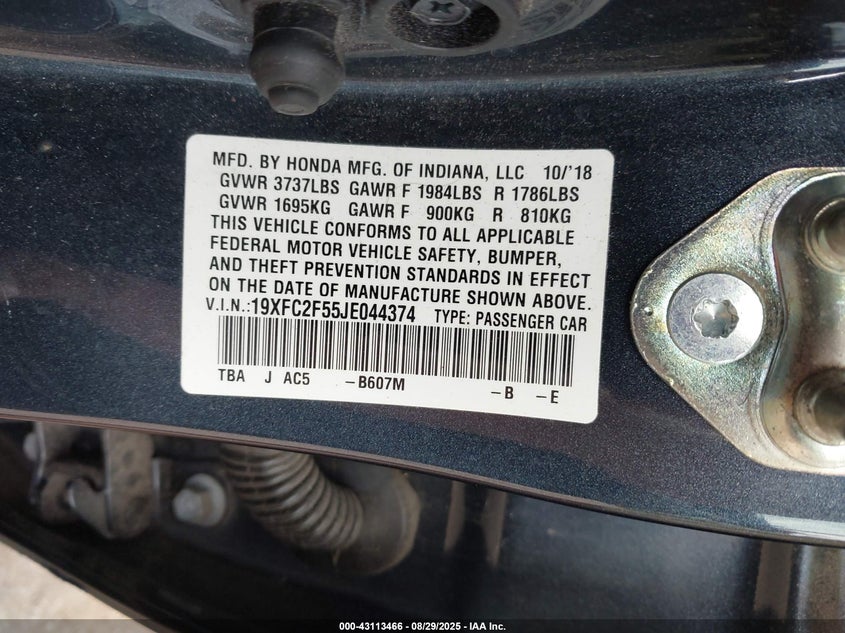 MFD. BY HONDA MFG. OF INDIANA, LLC 10/'18
GVWR 3737LBS GAWR F 1984LBS R 1786LBS
GVWR 1695KG GAWR F 900KG R 810KG
THIS VEHICLE CONFORMS TO ALL APPLICABLE
FEDERAL MOTOR VEHICLE SAFETY, BUMPER,
AND THEFT PREVENTION STANDARDS IN EFFECT
ON THE DATE OF MANUFACTURE SHOWN ABOVE.
V.I.N.:19XFC2F55JE044374 TYPE: PASSENGER CAR
TBA J AC5 -B607M -B -E
000-43113466 - 08/29/2025 - IAA Inc.